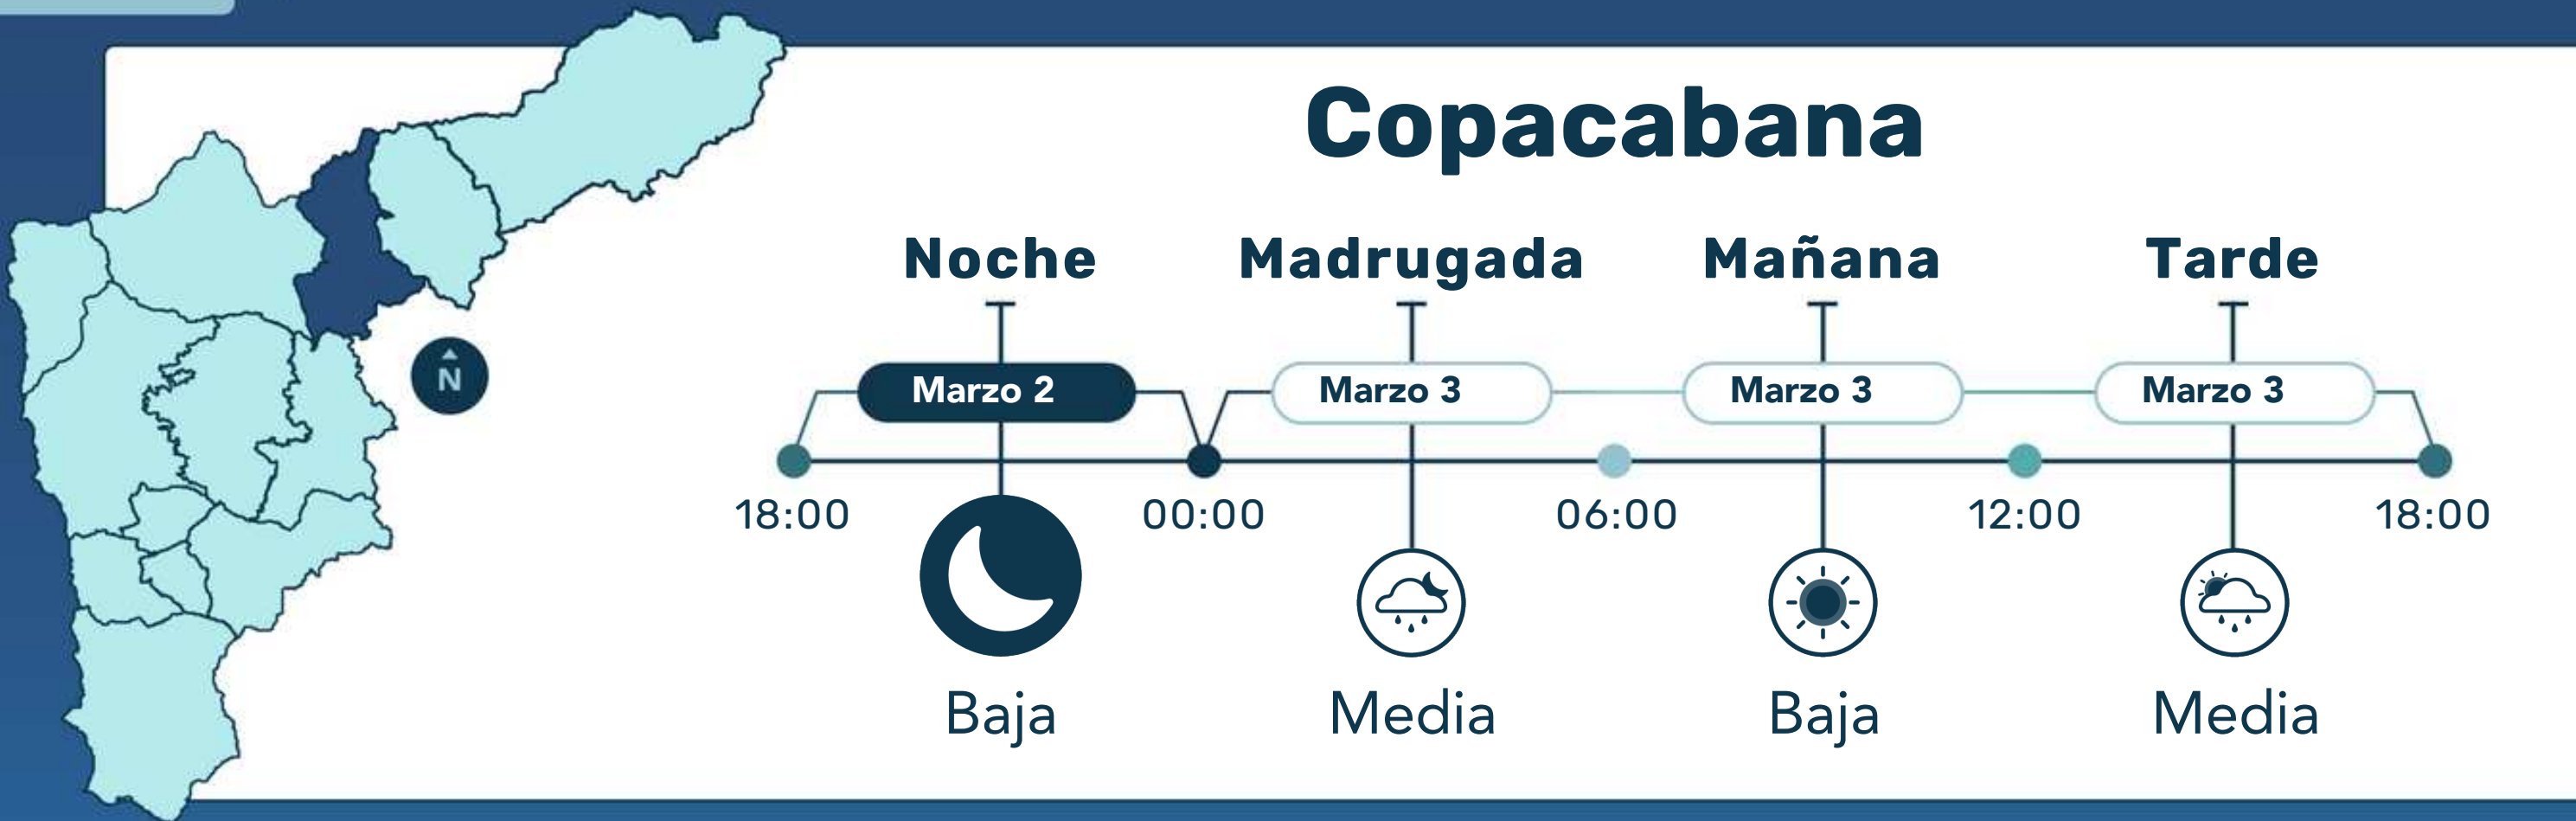 Copacabana
Noche Madrugada Mañana Tarde
Marzo 2 Marzo 3 Marzo 3 Marzo 3
N
18:00 00:00 06:00 12:00 18:00
Baja Media Baja Media